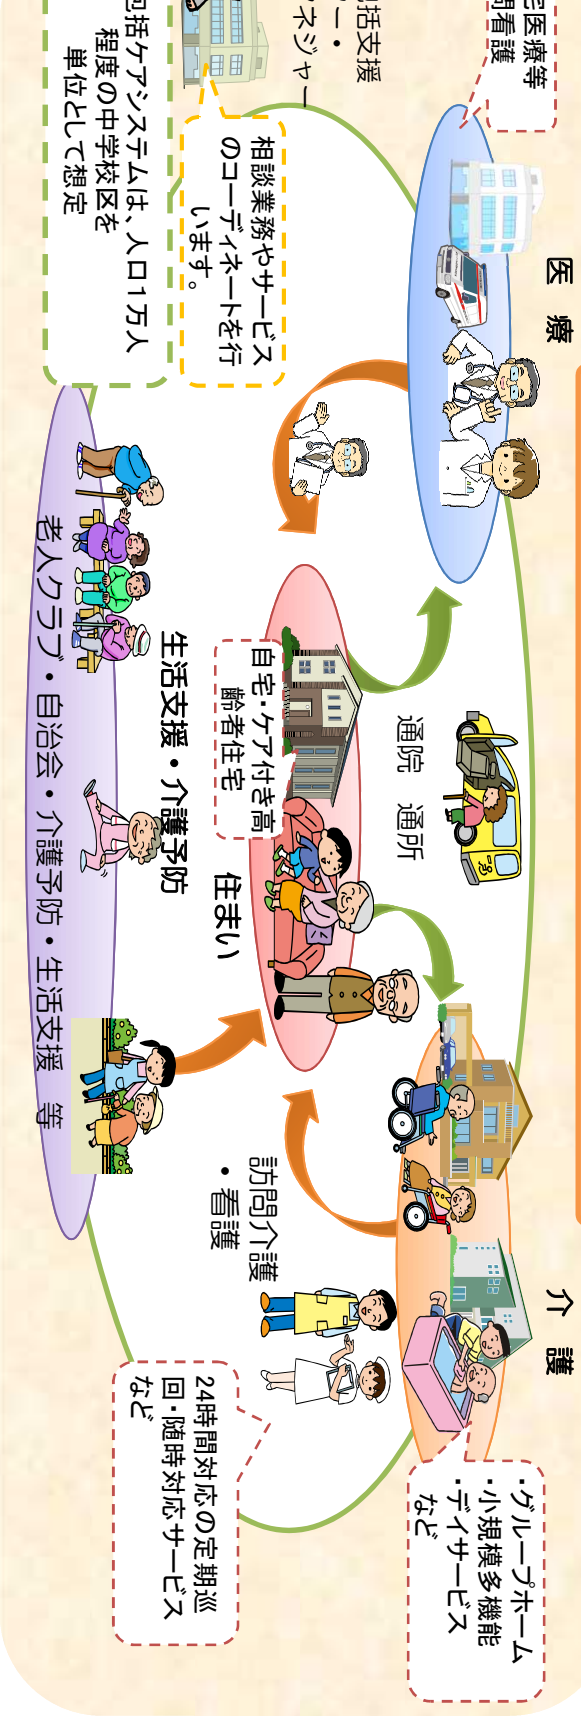 医　療
宅医療等
問看護
包括支援
ター・
マネジャー
相談業務やサービス
のコーディネートを行
います。
包括ケアシステムは、人口1万人
程度の中学校区を
単位として想定
通院　通所
自宅・ケア付き高
齢者住宅
住まい
生活支援・介護予防
老人クラブ・自治会・介護予防・生活支援　等
介　護
・グループホーム
・小規模多機能
・デイサービス
など
訪問介護
・看護
24時間対応の定期巡
回・随時対応サービス
など